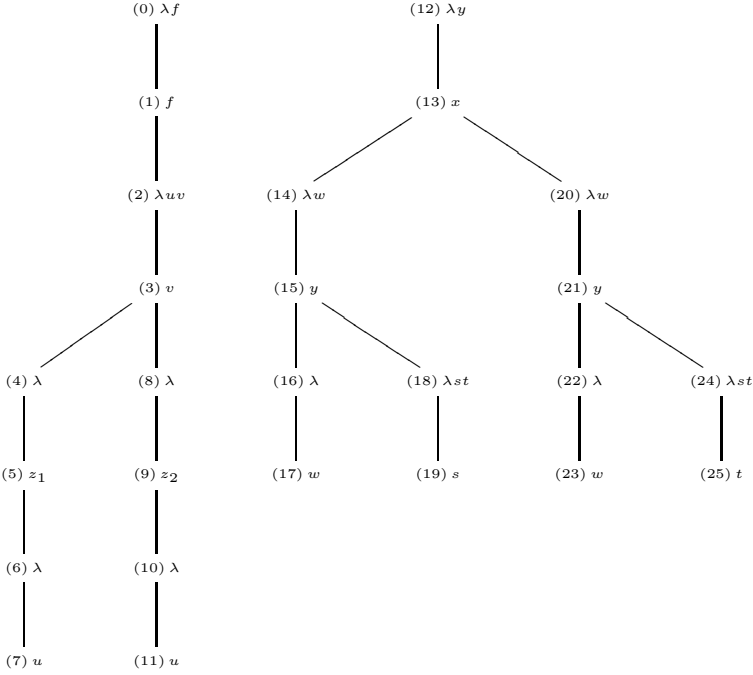 (0) λf (12) λy
(1) f (13) x
(2) λuv (14) λw (20) λw
(3) v (15) y (21) y
(4) λ (8) λ (16) λ (18) λst (22) λ (24) λst
(5) z₁ (9) z₂ (17) w (19) s (23) w (25) t
(6) λ (10) λ
(7) u (11) u